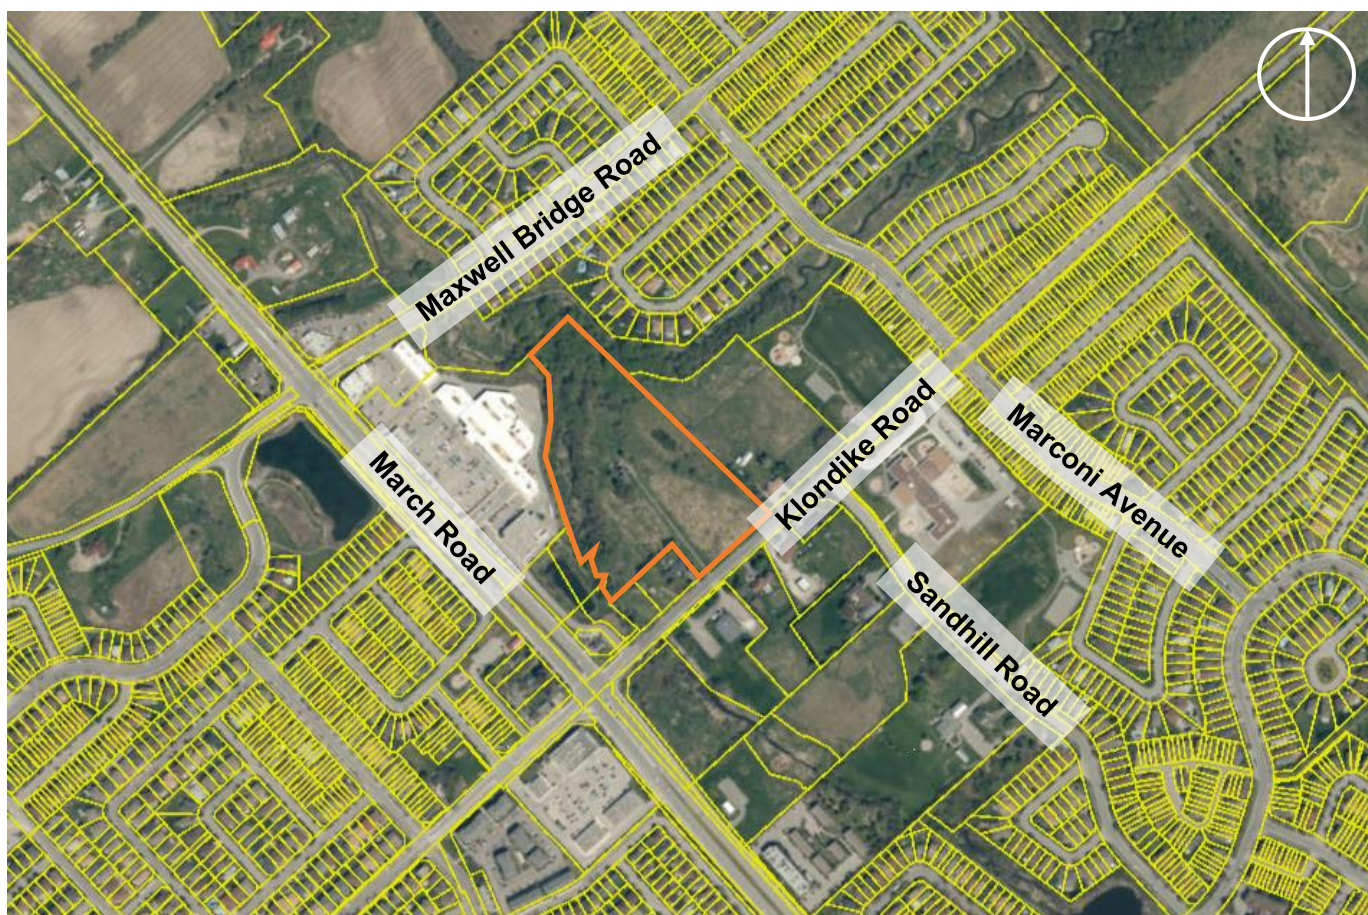 Maxwell Bridge Road
March Road
Klondike Road
Marconi Avenue
Sandhill Road